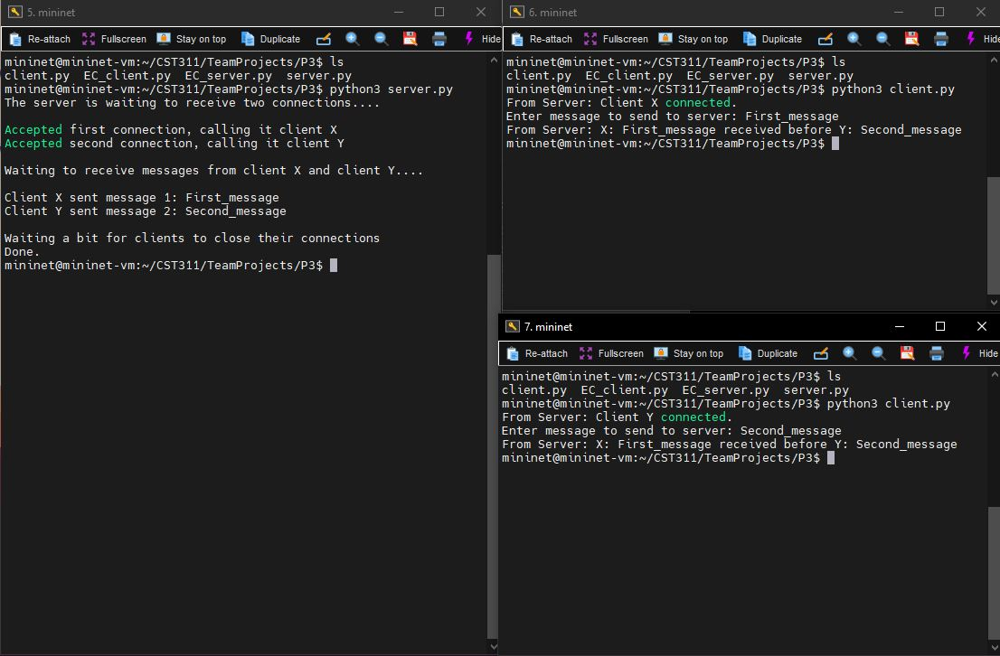 5. mininet
Re-attach Fullscreen Stay on top Duplicate Hide
mininet@mininet-vm:~/CST311/TeamProjects/P3$ ls
client.py  EC_client.py  EC_server.py  server.py
mininet@mininet-vm:~/CST311/TeamProjects/P3$ python3 server.py
The server is waiting to receive two connections....
Accepted first connection, calling it client X
Accepted second connection, calling it client Y
Waiting to receive messages from client X and client Y....
Client X sent message 1: First_message
Client Y sent message 2: Second_message
Waiting a bit for clients to close their connections
Done.
mininet@mininet-vm:~/CST311/TeamProjects/P3$
6. mininet
Re-attach Fullscreen Stay on top Duplicate Hide
mininet@mininet-vm:~/CST311/TeamProjects/P3$ ls
client.py  EC_client.py  EC_server.py  server.py
mininet@mininet-vm:~/CST311/TeamProjects/P3$ python3 client.py
From Server: Client X connected.
Enter message to send to server: First_message
From Server: X: First_message received before Y: Second_message
mininet@mininet-vm:~/CST311/TeamProjects/P3$
7. mininet
Re-attach Fullscreen Stay on top Duplicate Hide
mininet@mininet-vm:~/CST311/TeamProjects/P3$ ls
client.py  EC_client.py  EC_server.py  server.py
mininet@mininet-vm:~/CST311/TeamProjects/P3$ python3 client.py
From Server: Client Y connected.
Enter message to send to server: Second_message
From Server: X: First_message received before Y: Second_message
mininet@mininet-vm:~/CST311/TeamProjects/P3$